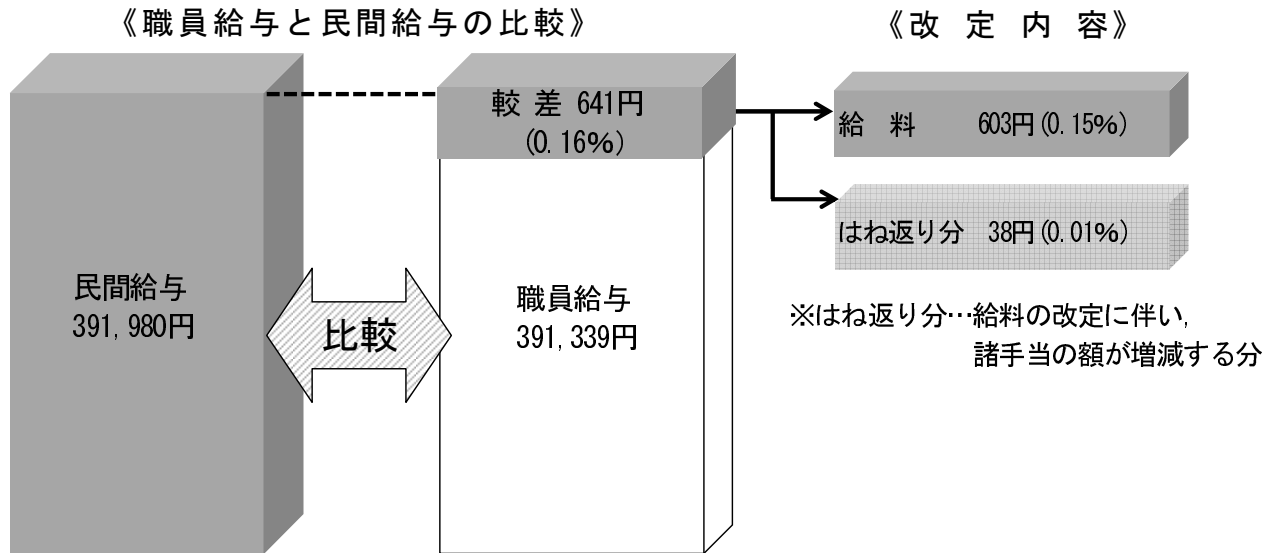 《職員給与と民間給与の比較》
《改 定 内 容》
較 差 641円
(0.16%)
給 料 603円(0.15%)
はね返り分 38円(0.01%)
民間給与
391,980円
比較
職員給与
391,339円
※はね返り分…給料の改定に伴い,
諸手当の額が増減する分